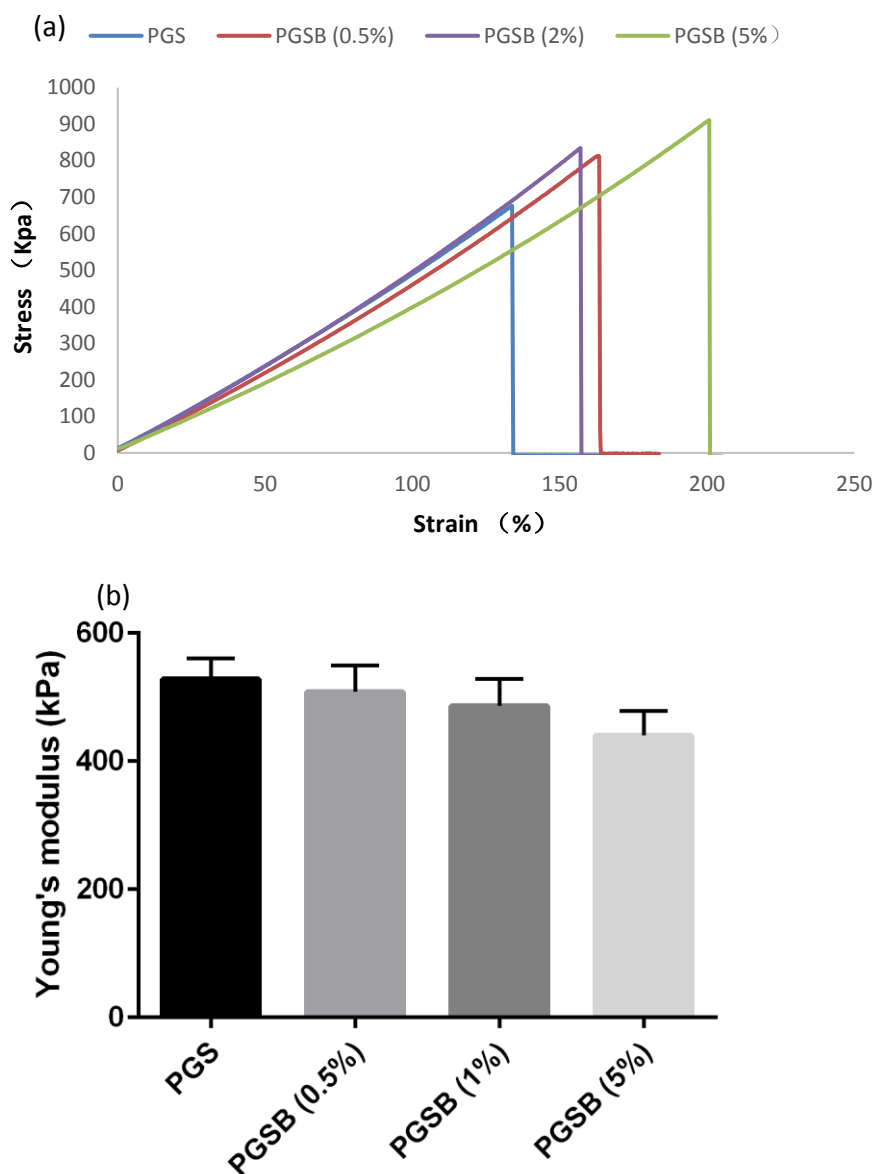 (a)
PGS PGSB (0.5%) PGSB (2%) PGSB (5%）
1000
900
800
700
600
500
400
300
200
100
0
0 50 100 150 200 250
Stress （Kpa）
Strain （%）
(b)
600
400
200
0
Young's modulus (kPa)
PGS
PGSB (0.5%)
PGSB (1%)
PGSB (5%)